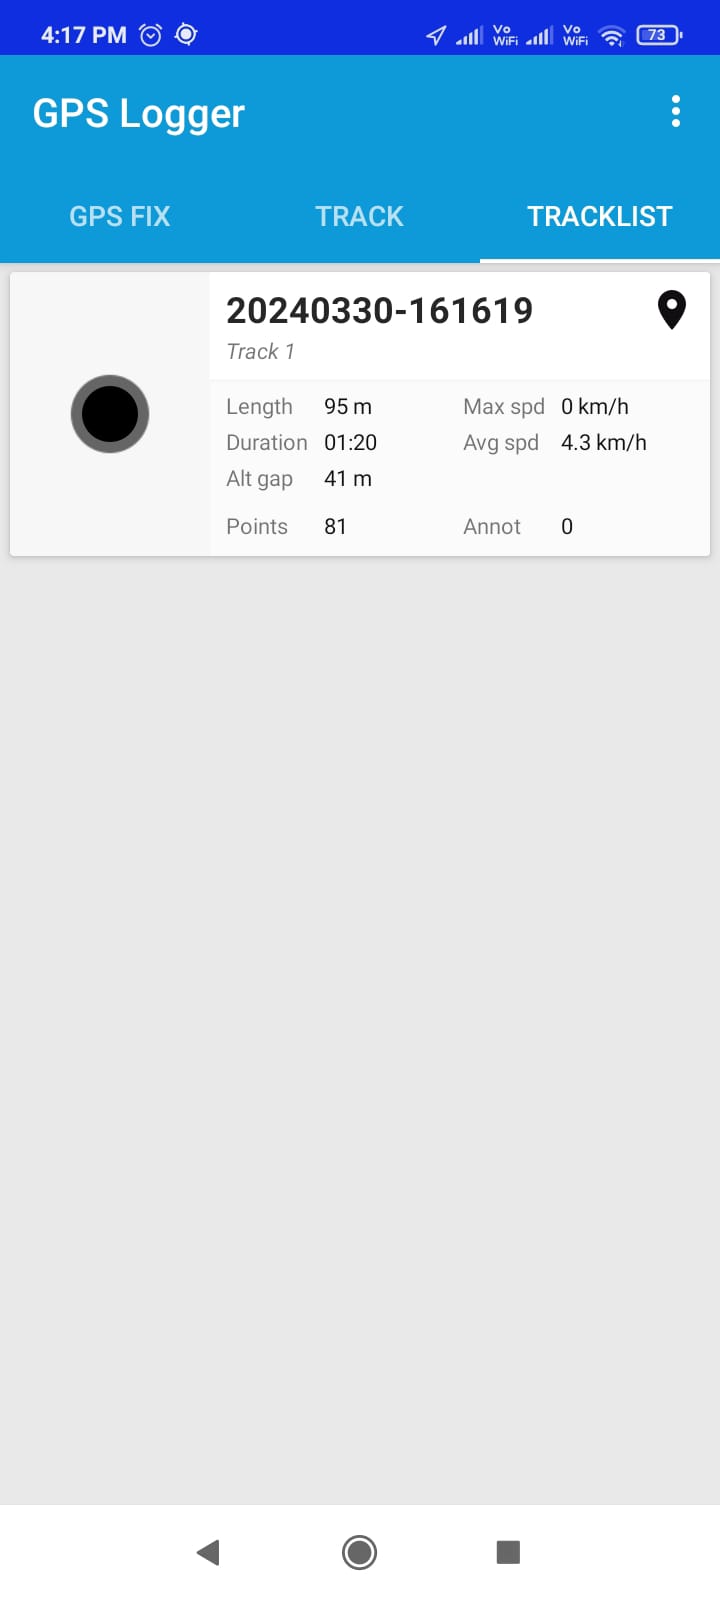 4:17 PM Vo WiFi Vo WiFi 73
GPS Logger
GPS FIX TRACK TRACKLIST
20240330-161619
Track 1
Length 95 m Max spd 0 km/h
Duration 01:20 Avg spd 4.3 km/h
Alt gap 41 m
Points 81 Annot 0